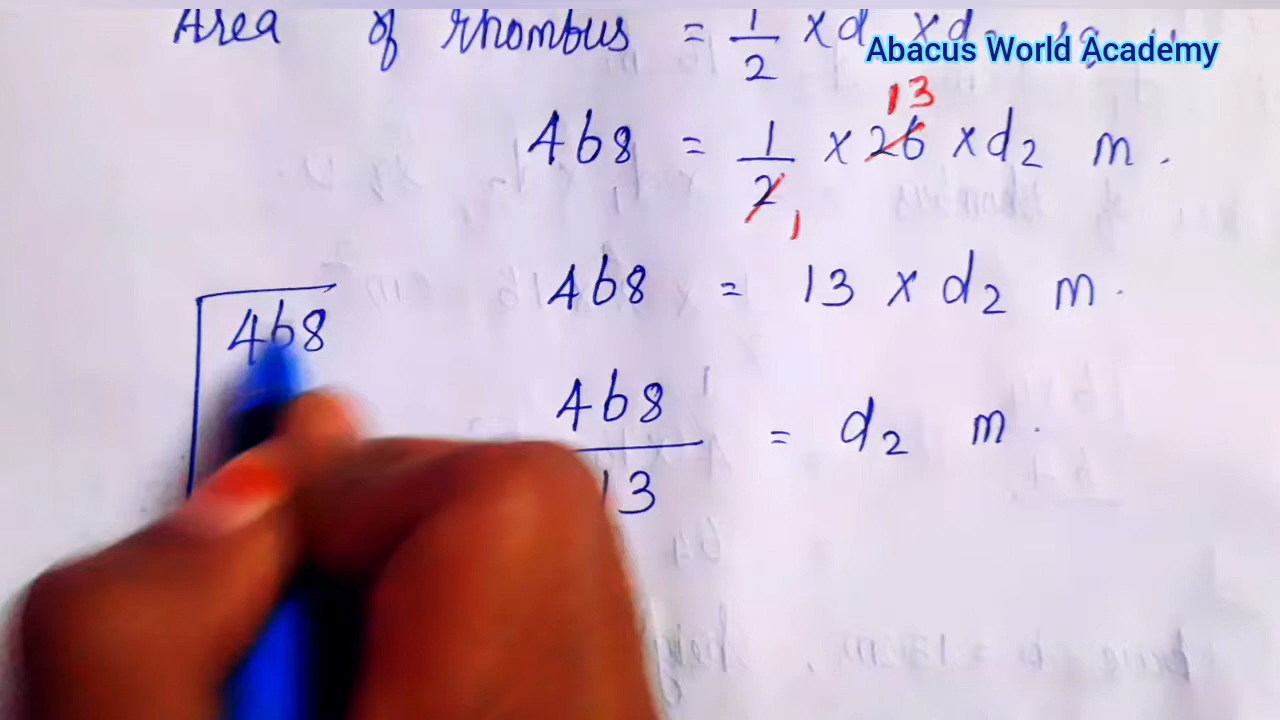 Area of rhombus = 1/2 × d × d
Abacus World Academy
13
468 = 1/2 × 26 × d2 m.
1
468 = 13 × d2 m.
468
468/13 = d2 m.